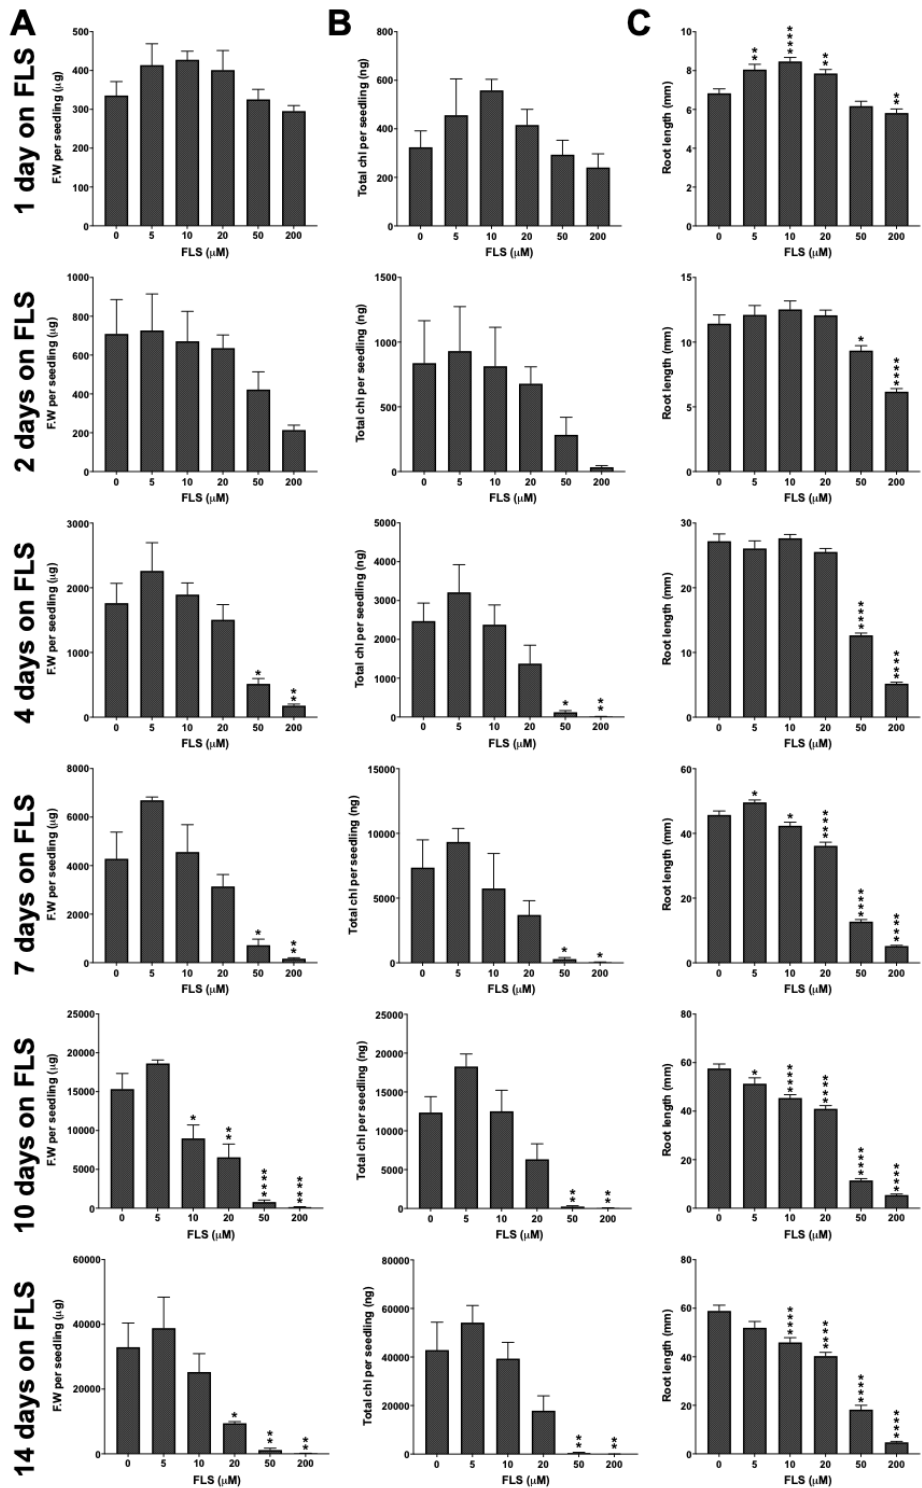 A B C
1 day on FLS
F.W per seedling (μg)
500
400
300
200
100
0
0 5 10 20 50 200
FLS (μM)
Total chl per seedling (ng)
800
600
400
200
0
0 5 10 20 50 200
FLS (μM)
Root length (mm)
10
8
6
4
2
0
** **** ** **
0 5 10 20 50 200
FLS (μM)
2 days on FLS
F.W per seedling (μg)
1000
800
600
400
200
0
0 5 10 20 50 200
FLS (μM)
Total chl per seedling (ng)
1500
1000
500
0
0 5 10 20 50 200
FLS (μM)
Root length (mm)
15
10
5
0
* ****
0 5 10 20 50 200
FLS (μM)
4 days on FLS
F.W per seedling (μg)
3000
2000
1000
0
* **
0 5 10 20 50 200
FLS (μM)
Total chl per seedling (ng)
5000
4000
3000
2000
1000
0
* **
0 5 10 20 50 200
FLS (μM)
Root length (mm)
30
20
10
0
**** ****
0 5 10 20 50 200
FLS (μM)
7 days on FLS
F.W per seedling (μg)
8000
6000
4000
2000
0
* **
0 5 10 20 50 200
FLS (μM)
Total chl per seedling (ng)
15000
10000
5000
0
* *
0 5 10 20 50 200
FLS (μM)
Root length (mm)
60
40
20
0
* * **** **** ****
0 5 10 20 50 200
FLS (μM)
10 days on FLS
F.W per seedling (μg)
25000
20000
15000
10000
5000
0
* ** **** ****
0 5 10 20 50 200
FLS (μM)
Total chl per seedling (ng)
25000
20000
15000
10000
5000
0
** **
0 5 10 20 50 200
FLS (μM)
Root length (mm)
80
60
40
20
0
* **** **** **** ****
0 5 10 20 50 200
FLS (μM)
14 days on FLS
F.W per seedling (μg)
60000
40000
20000
0
* ** **
0 5 10 20 50 200
FLS (μM)
Total chl per seedling (ng)
80000
60000
40000
20000
0
** **
0 5 10 20 50 200
FLS (μM)
Root length (mm)
80
60
40
20
0
**** **** **** ****
0 5 10 20 50 200
FLS (μM)